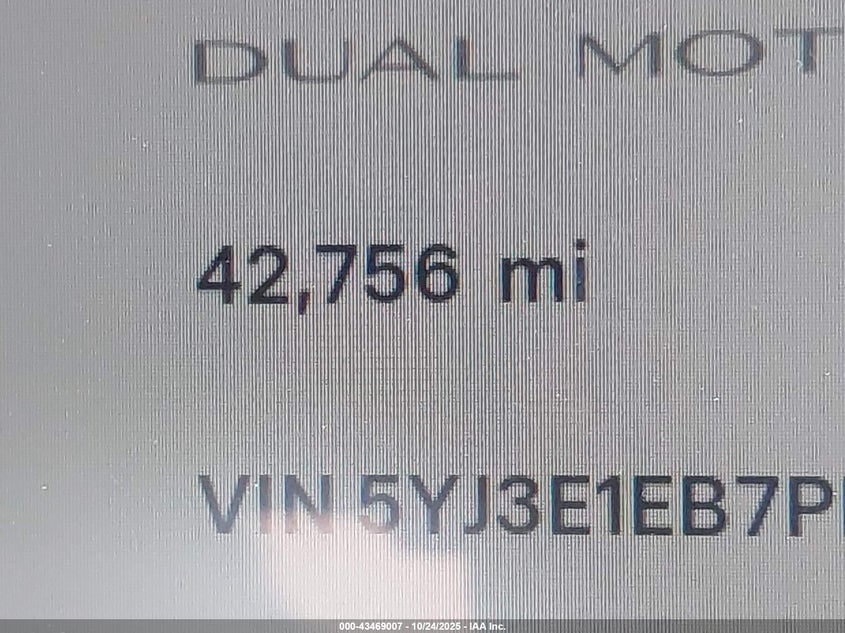 DUAL MOT
42,756 mi
VIN 5YJ3E1EB7P
000-43469007 - 10/24/2025 - IAA Inc.